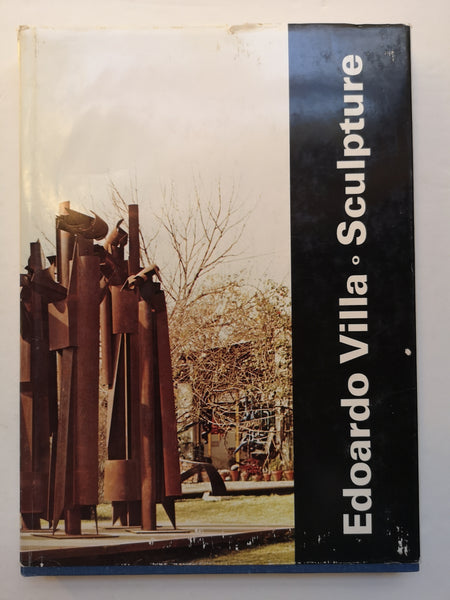 Edoardo Villa ∘ Sculpture